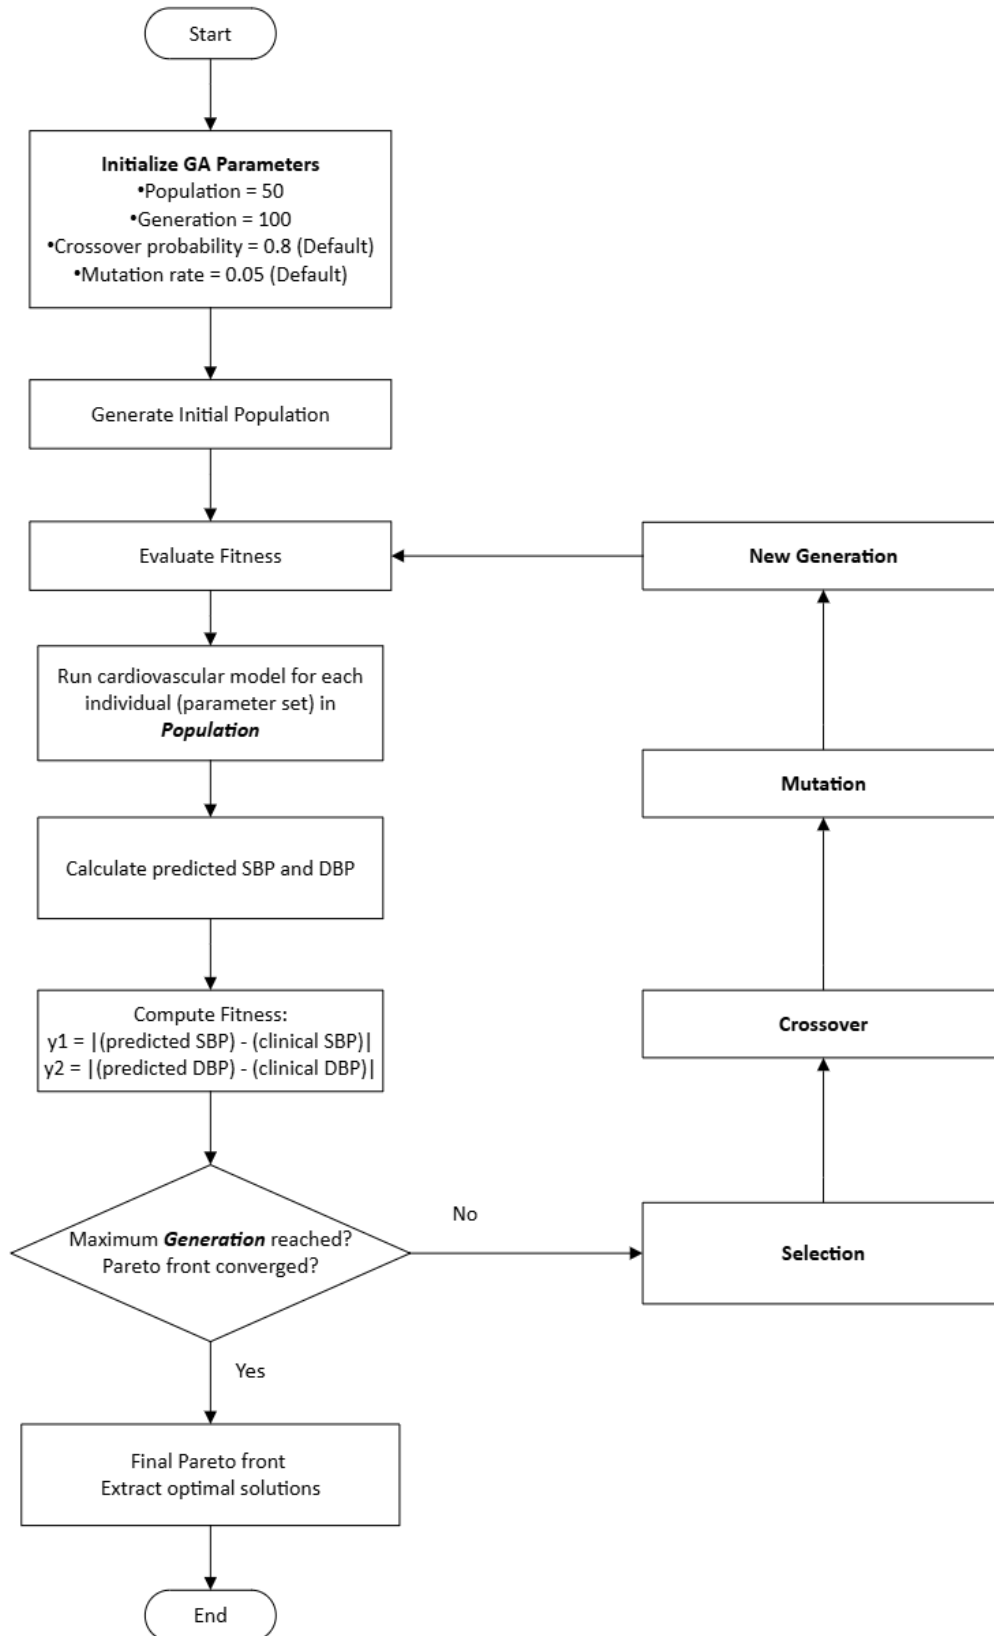 Start
Initialize GA Parameters
•Population = 50
•Generation = 100
•Crossover probability = 0.8 (Default)
•Mutation rate = 0.05 (Default)
Generate Initial Population
Evaluate Fitness
New Generation
Run cardiovascular model for each
individual (parameter set) in
Population
Mutation
Calculate predicted SBP and DBP
Compute Fitness:
y1 = |(predicted SBP) - (clinical SBP)|
y2 = |(predicted DBP) - (clinical DBP)|
Crossover
Maximum Generation reached?
Pareto front converged?
No
Selection
Yes
Final Pareto front
Extract optimal solutions
End